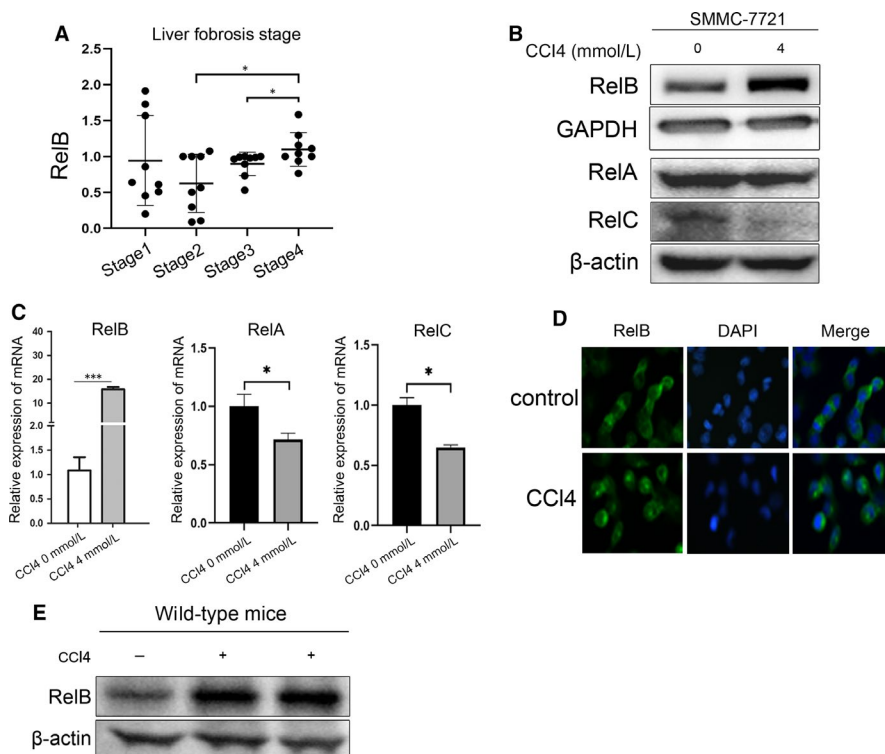 A
Liver fobrosis stage
RelB
2.5
2.0
1.5
1.0
0.5
0.0
*
*
Stage1
Stage2
Stage3
Stage4
B
SMMC-7721
CCl4 (mmol/L) 0 4
RelB
GAPDH
RelA
RelC
β-actin
C
RelB
Relative expression of mRNA
40
30
20
10
2.0
1.5
1.0
0.5
0.0
***
CCl4 0 mmol/L
CCl4 4 mmol/L
RelA
Relative expression of mRNA
1.5
1.0
0.5
0.0
*
CCl4 0 mmol/L
CCl4 4 mmol/L
RelC
Relative expression of mRNA
1.5
1.0
0.5
0.0
*
CCl4 0 mmol/L
CCl4 4 mmol/L
D
RelB DAPI Merge
control
CCl4
E
Wild-type mice
CCl4 − + +
RelB
β-actin